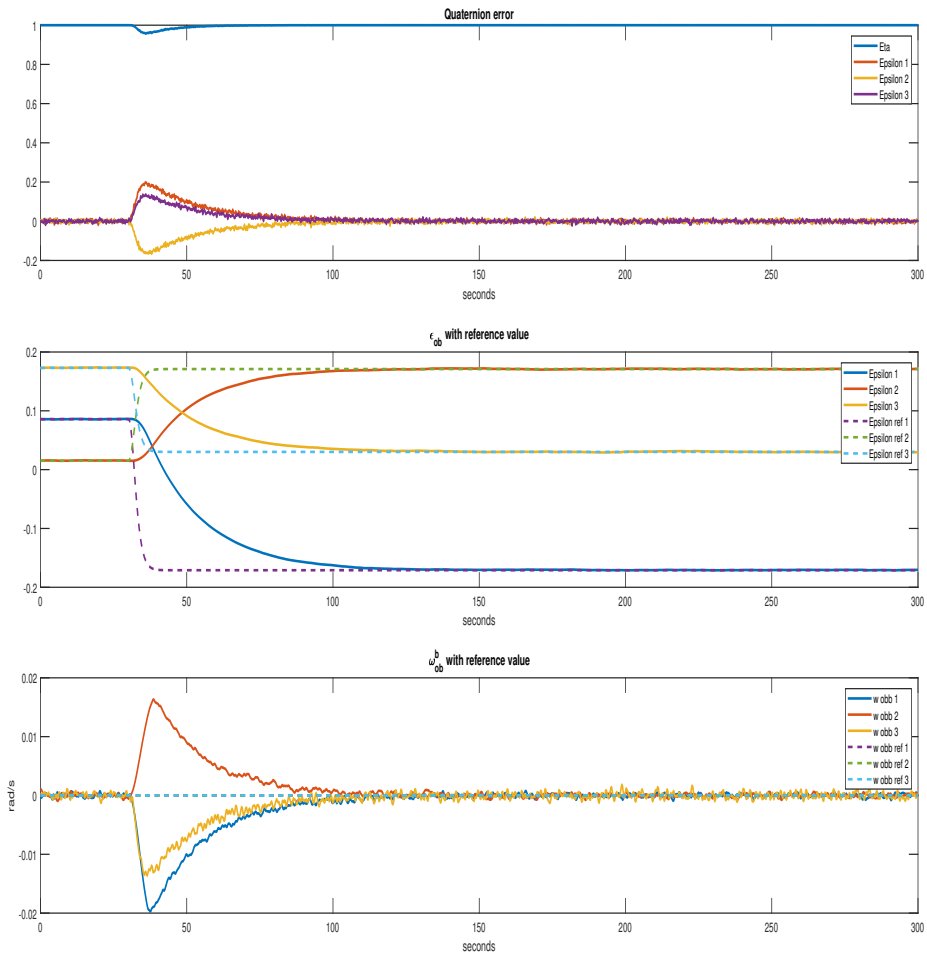 Quaternion error
1
0.8
0.6
0.4
0.2
0
-0.2
Eta
Epsilon 1
Epsilon 2
Epsilon 3
0 50 100 150 200 250 300
seconds
ϵob with reference value
0.2
0.1
0
-0.1
-0.2
Epsilon 1
Epsilon 2
Epsilon 3
Epsilon ref 1
Epsilon ref 2
Epsilon ref 3
0 50 100 150 200 250 300
seconds
ω^b_ob with reference value
rad/s
0.02
0.01
0
-0.01
-0.02
w obb 1
w obb 2
w obb 3
w obb ref 1
w obb ref 2
w obb ref 3
0 50 100 150 200 250 300
seconds